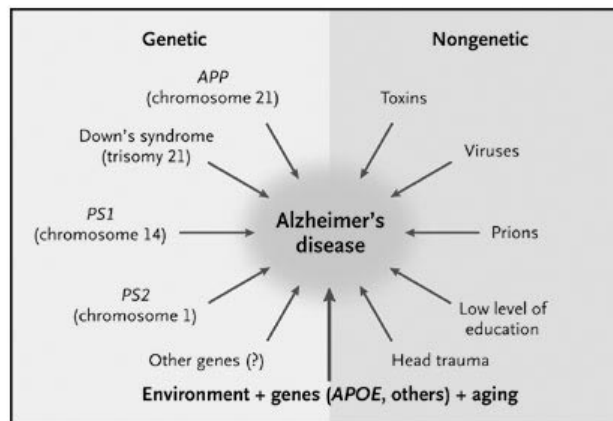 Genetic
Nongenetic
APP
(chromosome 21)
Toxins
Down's syndrome
(trisomy 21)
Viruses
PS1
(chromosome 14)
Alzheimer's
disease
Prions
PS2
(chromosome 1)
Low level of
education
Other genes (?)
Head trauma
Environment + genes (APOE, others) + aging